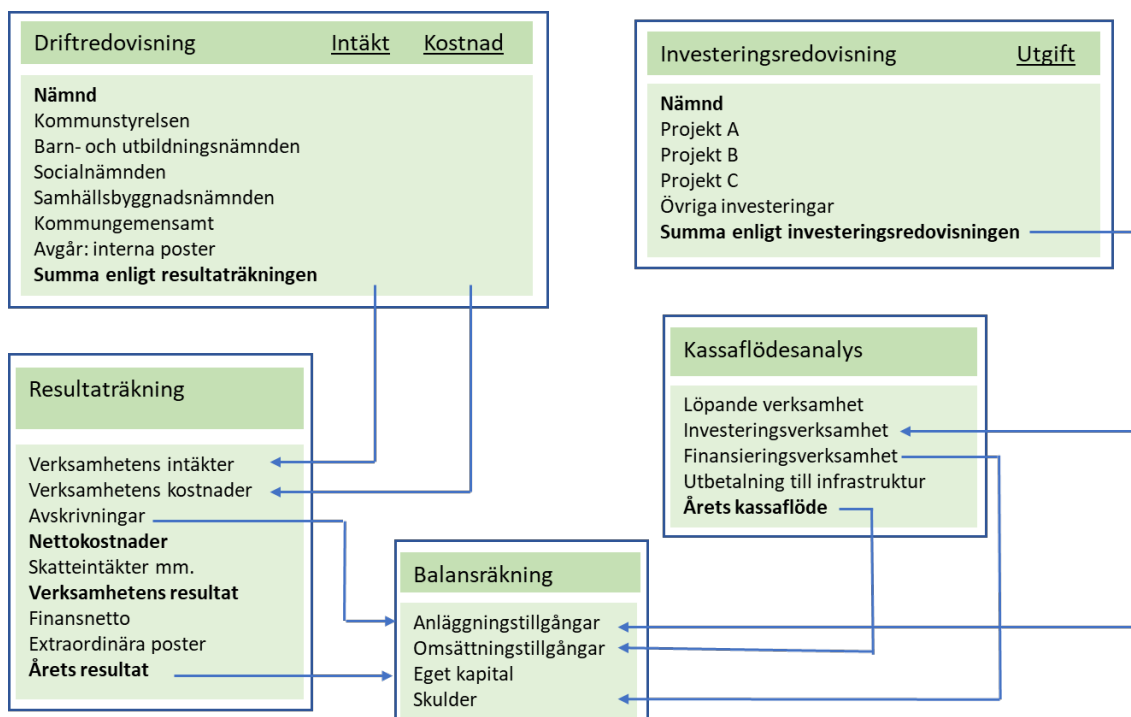 Driftredovisning Intäkt Kostnad
Nämnd
Kommunstyrelsen
Barn- och utbildningsnämnden
Socialnämnden
Samhällsbyggnadsnämnden
Kommungemensamt
Avgår: interna poster
Summa enligt resultaträkningen
Investeringsredovisning Utgift
Nämnd
Projekt A
Projekt B
Projekt C
Övriga investeringar
Summa enligt investeringsredovisningen
Resultaträkning
Verksamhetens intäkter
Verksamhetens kostnader
Avskrivningar
Nettokostnader
Skatteintäkter mm.
Verksamhetens resultat
Finansnetto
Extraordinära poster
Årets resultat
Kassaflödesanalys
Löpande verksamhet
Investeringsverksamhet
Finansieringsverksamhet
Utbetalning till infrastruktur
Årets kassaflöde
Balansräkning
Anläggningstillgångar
Omsättningstillgångar
Eget kapital
Skulder